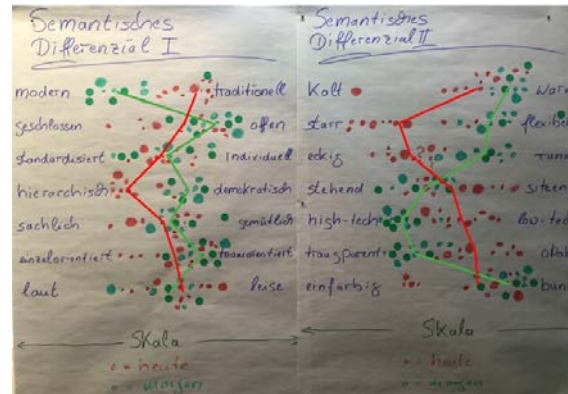 Semantisches
Differenzial I
modern traditionell
geschlossen offen
standardisiert Individuell
hierarchisch demokratisch
sachlich gemütlich
einzelorientiert teamorientiert
laut leise
Skala
= heute
= morgen
Semantisches
Differenzial II
Kalt warm
starr flexibel
eckig
stehend
high-tech low-tech
transparent
einfarbig bunt
Skala
= heute
= morgen